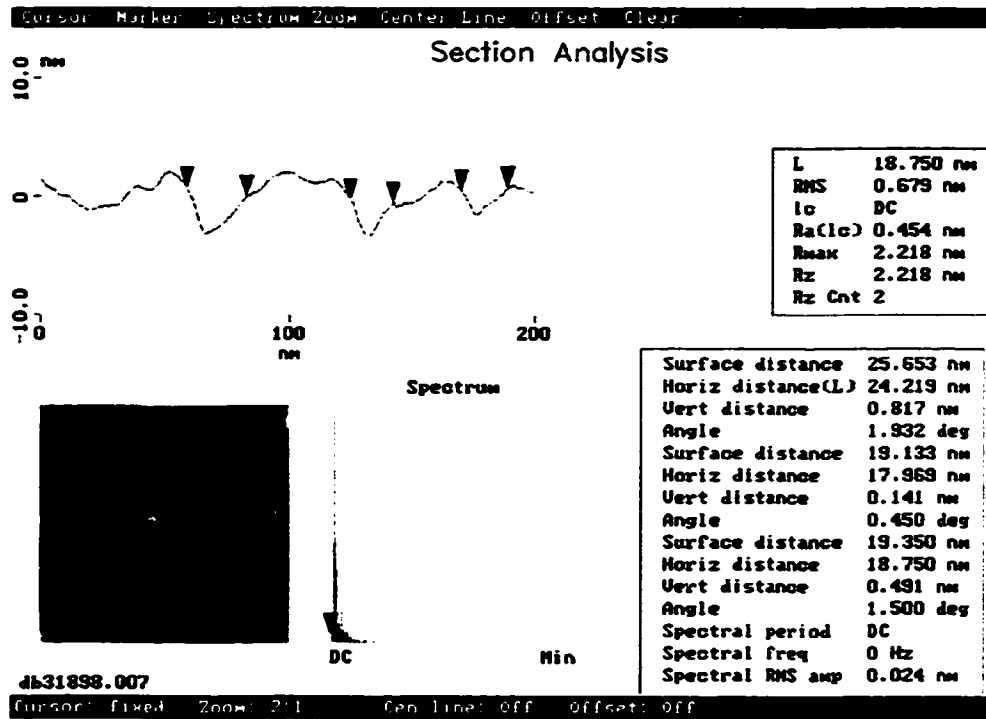 Cursor Marker Spectrum Zoom Center Line Offset Clear
Section Analysis
10.0 nm
0
-10.0
0 100 200
nm
L 18.750 nm
RMS 0.679 nm
lc DC
Ra(lc) 0.454 nm
Rmax 2.218 nm
Rz 2.218 nm
Rz Cnt 2
Surface distance 25.653 nm
Horiz distance(L) 24.219 nm
Vert distance 0.817 nm
Angle 1.932 deg
Surface distance 19.133 nm
Horiz distance 17.969 nm
Vert distance 0.141 nm
Angle 0.450 deg
Surface distance 19.350 nm
Horiz distance 18.750 nm
Vert distance 0.491 nm
Angle 1.500 deg
Spectral period DC
Spectral freq 0 Hz
Spectral RMS amp 0.024 nm
Spectrum
DC Min
db31898.007
Cursor: fixed Zoom: 2:1 Cen line: Off Offset: Off